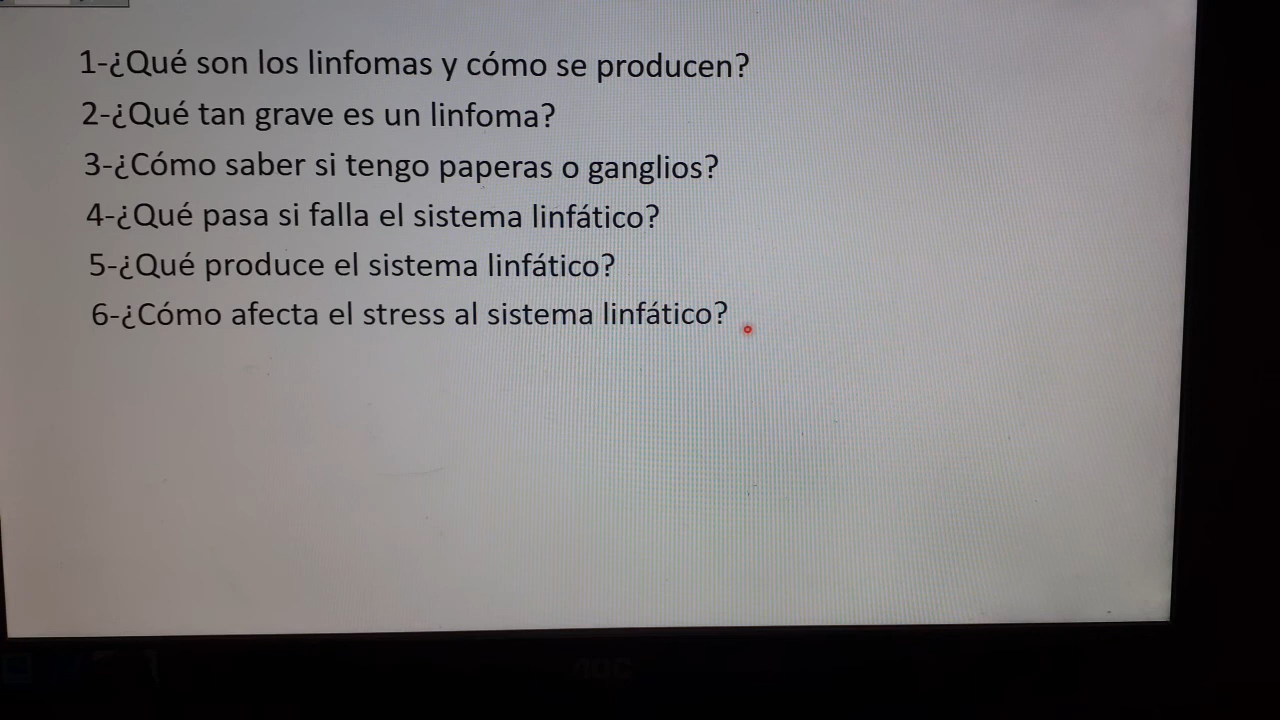 1-¿Qué son los linfomas y cómo se producen?
2-¿Qué tan grave es un linfoma?
3-¿Cómo saber si tengo paperas o ganglios?
4-¿Qué pasa si falla el sistema linfático?
5-¿Qué produce el sistema linfático?
6-¿Cómo afecta el stress al sistema linfático?
AOC